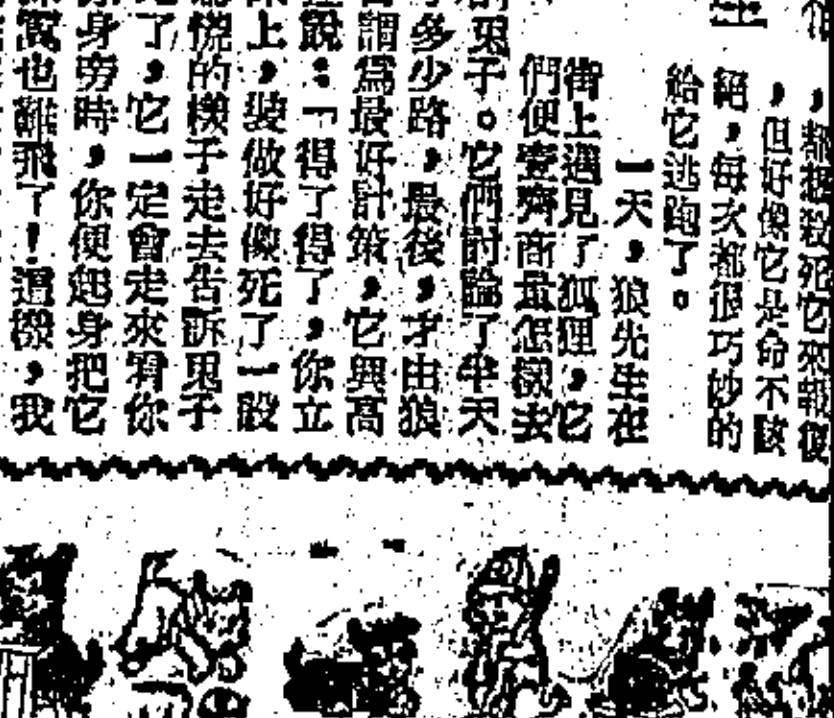 ，都想殺死它來報復
，但好像它是命不該
絕，每次都很巧妙的
給它逃跑了。
一天，狼先生在
街上遇見了狐狸，它
們便壹齊商量怎樣去
兎子。它倆討論了半天
多少路，最後，才由狼
謂爲最好計策，它興高
說：「得了得了，你立
上，裝做好像死了一般
慌的樣子走去告訴兎子
了，它一定會走來看你
身旁時，你便起身把它
也難飛了！這樣，我